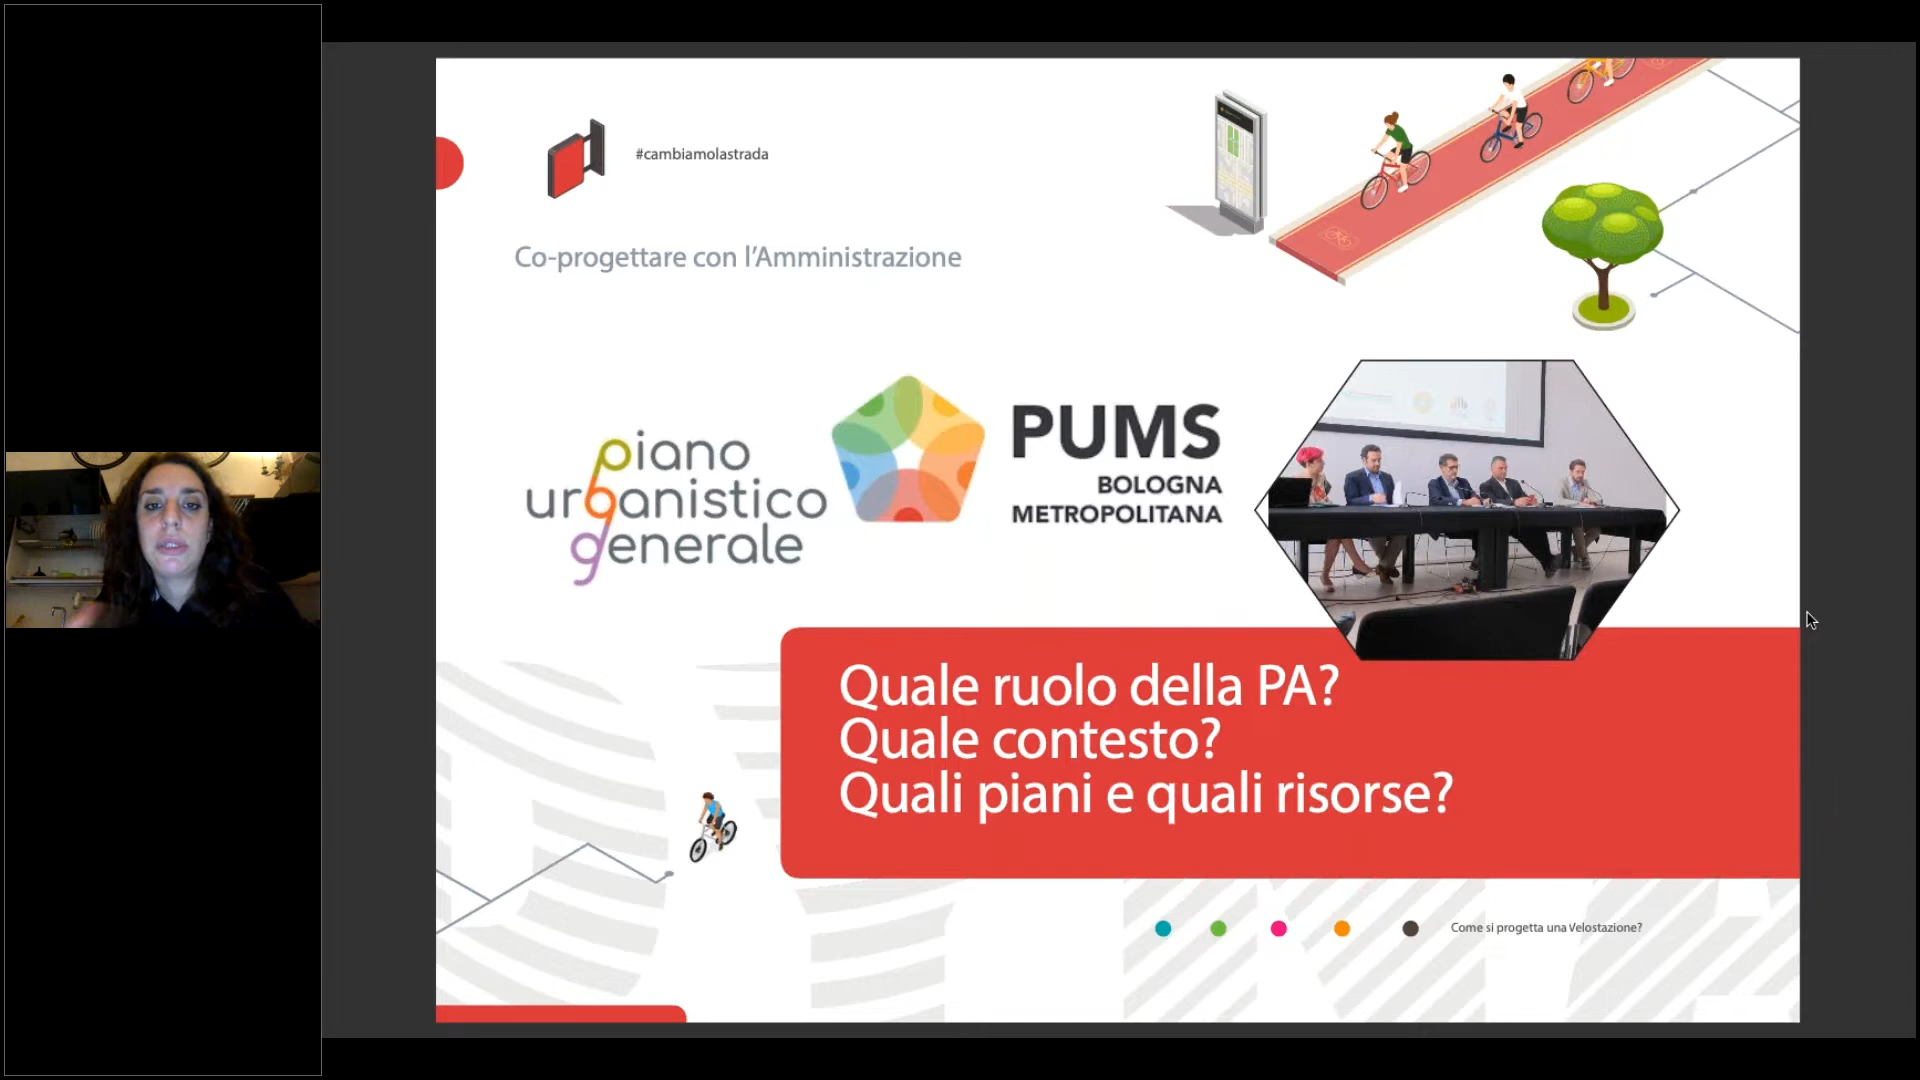 #cambiamolastrada
Co-progettare con l'Amministrazione
piano
urbanistico
generale
PUMS
BOLOGNA
METROPOLITANA
Quale ruolo della PA?
Quale contesto?
Quali piani e quali risorse?
Come si progetta una Velostazione?